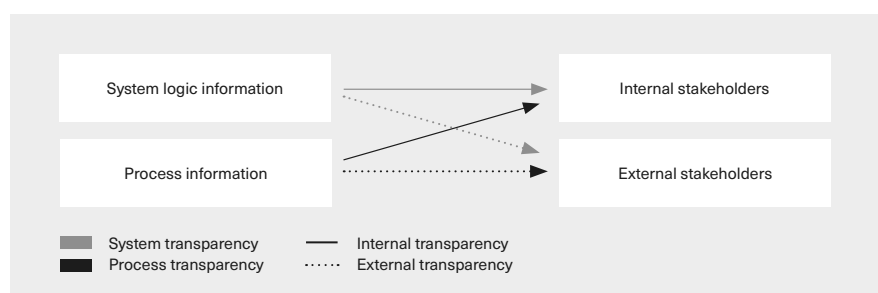 System logic information
Internal stakeholders
Process information
External stakeholders
System transparency
Internal transparency
Process transparency
External transparency